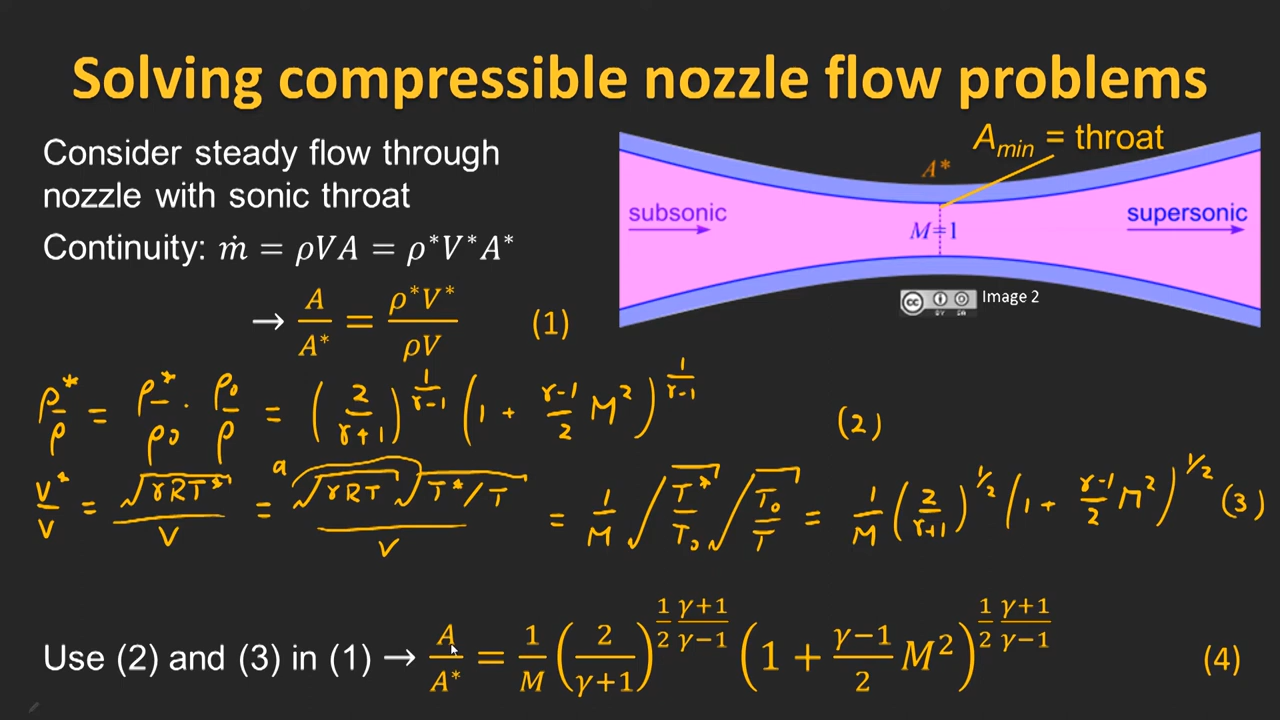 Solving compressible nozzle flow problems
Consider steady flow through
nozzle with sonic throat
Continuity: ṁ = ρVA = ρ*V*A*
→ A/A* = ρ*V*/ρV (1)
A_min = throat
A*
subsonic
M=1
supersonic
cc BY SA
Image 2
ρ*/ρ = ρ*/ρ0 · ρ0/ρ = (2/(γ+1))^(1/(γ-1)) (1 + (γ-1)/2 M²)^(1/(γ-1)) (2)
V*/V = √(γRT*)/V = a √(γRT) √(T*/T)/V = 1/M √(T*/T0) √(T0/T) = 1/M (2/(γ+1))^(1/2) (1 + (γ-1)/2 M²)^(1/2) (3)
Use (2) and (3) in (1) → A/A* = 1/M (2/(γ+1))^(1/2 (γ+1)/(γ−1)) (1 + (γ−1)/2 M²)^(1/2 (γ+1)/(γ−1)) (4)